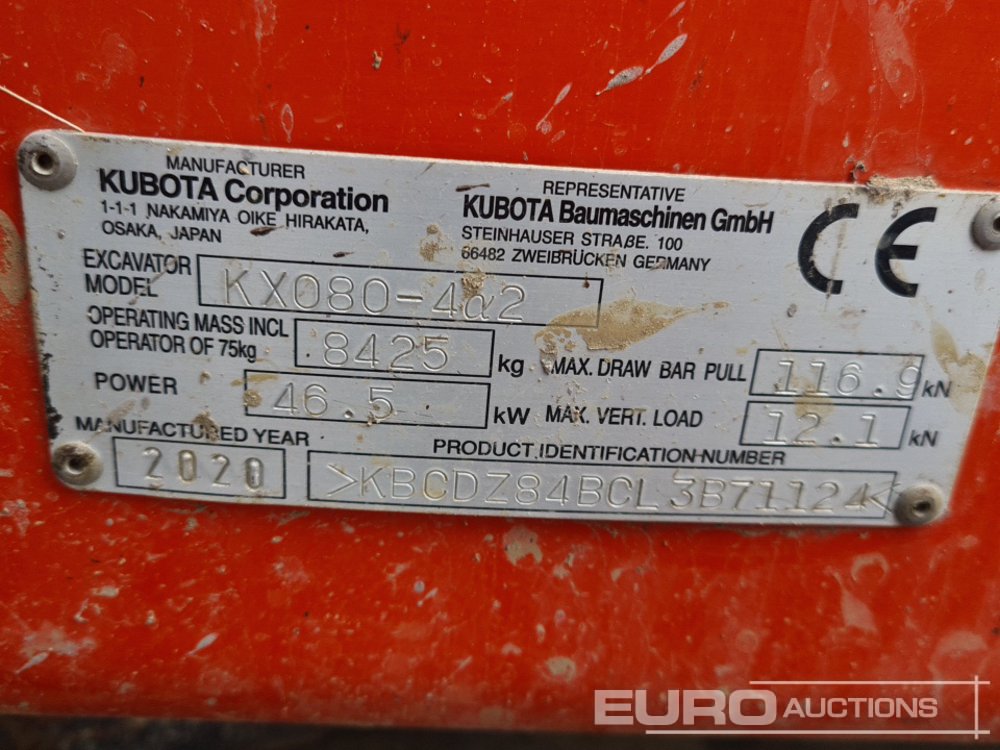 MANUFACTURER
KUBOTA Corporation
1-1-1 NAKAMIYA OIKE HIRAKATA,
OSAKA, JAPAN
REPRESENTATIVE
KUBOTA Baumaschinen GmbH
STEINHAUSER STRAßE. 100
66482 ZWEIBRÜCKEN GERMANY
CE
EXCAVATOR
MODEL KX080-4α2
OPERATING MASS INCL
OPERATOR OF 75kg 8425 kg
MAX. DRAW BAR PULL 116.9 kN
POWER 46.5 kW
MAX. VERT. LOAD 12.1 kN
MANUFACTURED YEAR
2020
PRODUCT IDENTIFICATION NUMBER
>KBCDZ84BCL3B71124<
EURO AUCTIONS